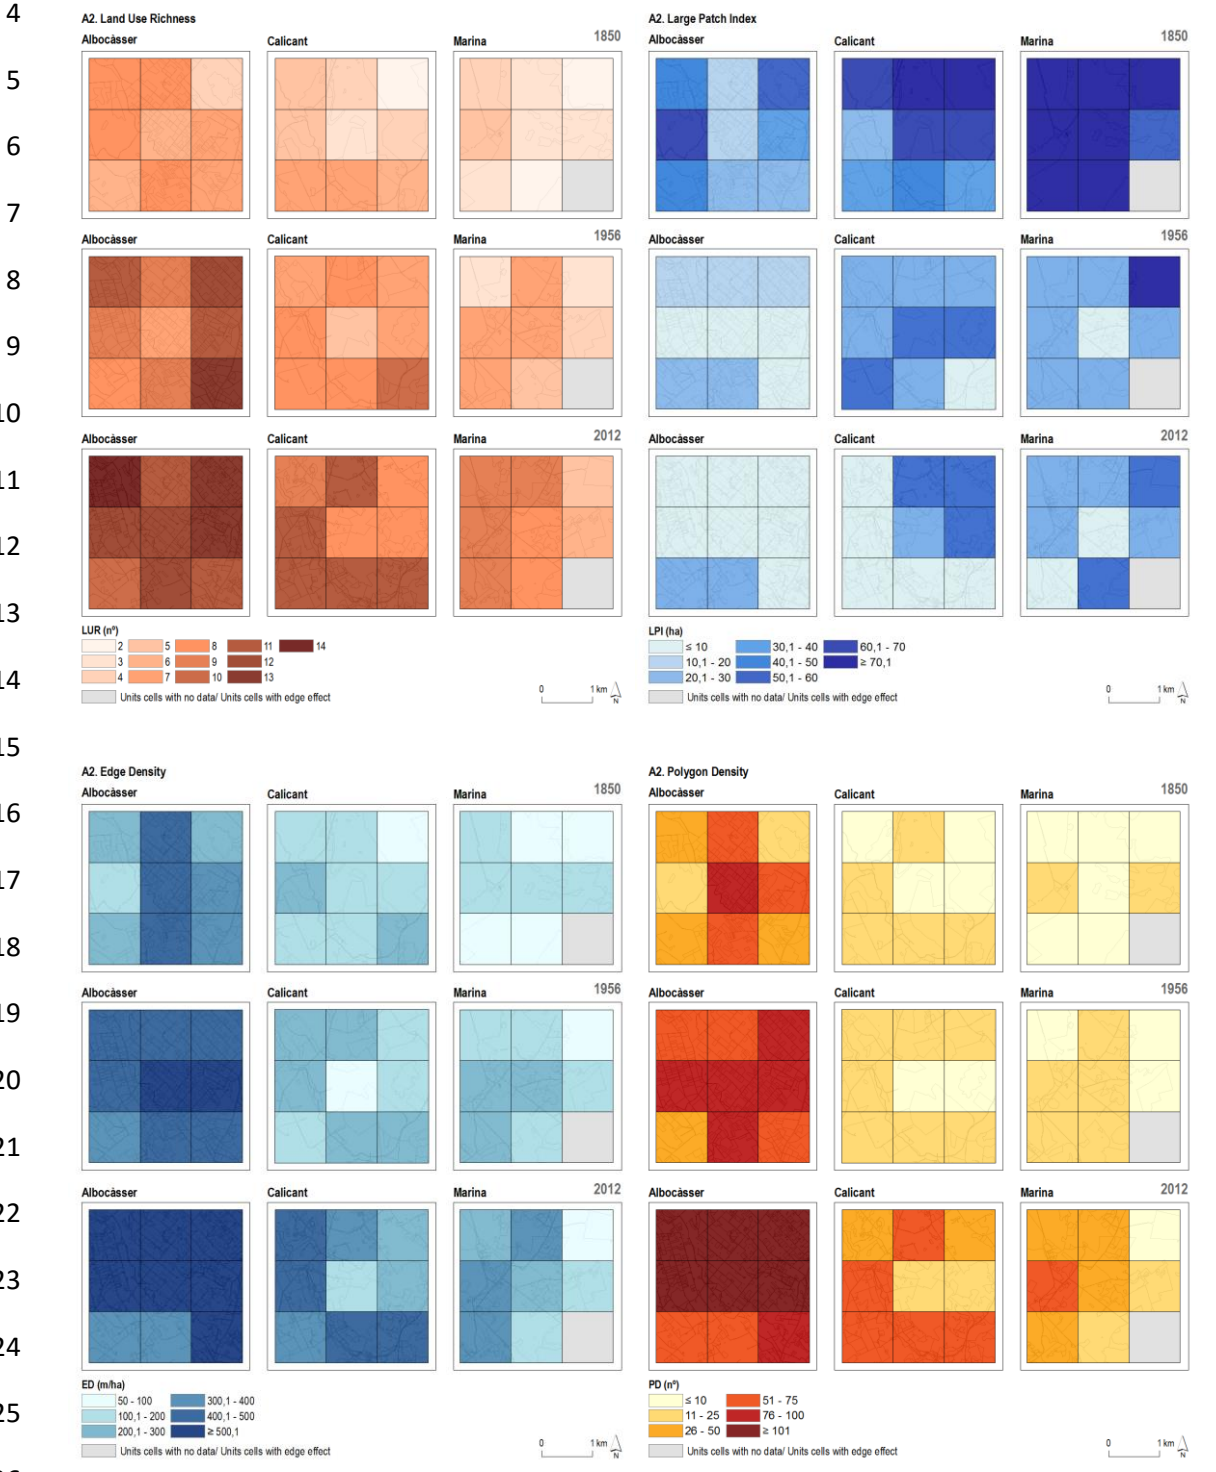 4
A2. Land Use Richness
A2. Large Patch Index
Albocàsser
Calicant
Marina
1850
Albocàsser
Calicant
Marina
1850
5
6
7
Albocàsser
Calicant
Marina
1956
Albocàsser
Calicant
Marina
1956
8
9
10
Albocàsser
Calicant
Marina
2012
Albocàsser
Calicant
Marina
2012
11
12
13
LUR (nº)
2
5
8
11
14
3
6
9
12
4
7
10
13
Units cells with no data/ Units cells with edge effect
0
1 km
N
LPI (ha)
≤ 10
30,1 - 40
60,1 - 70
10,1 - 20
40,1 - 50
≥ 70,1
20,1 - 30
50,1 - 60
Units cells with no data/ Units cells with edge effect
0
1 km
N
14
15
A2. Edge Density
A2. Polygon Density
Albocàsser
Calicant
Marina
1850
Albocàsser
Calicant
Marina
1850
16
17
18
Albocàsser
Calicant
Marina
1956
Albocàsser
Calicant
Marina
1956
19
20
21
Albocàsser
Calicant
Marina
2012
Albocàsser
Calicant
Marina
2012
22
23
24
ED (m/ha)
50 - 100
300,1 - 400
100,1 - 200
400,1 - 500
200,1 - 300
≥ 500,1
Units cells with no data/ Units cells with edge effect
0
1 km
N
PD (nº)
≤ 10
51 - 75
11 - 25
76 - 100
26 - 50
≥ 101
Units cells with no data/ Units cells with edge effect
0
1 km
N
25